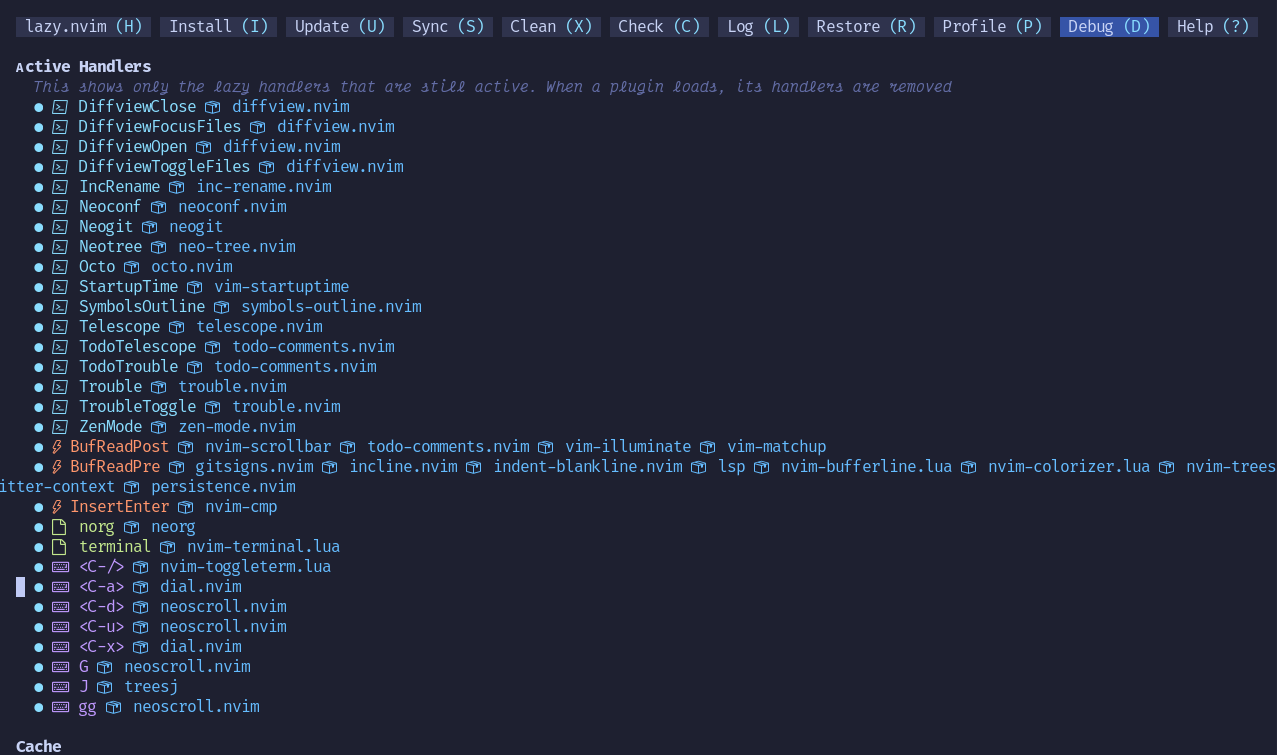 lazy.nvim (H) Install (I) Update (U) Sync (S) Clean (X) Check (C) Log (L) Restore (R) Profile (P) Debug (D) Help (?)
Active Handlers
This shows only the lazy handlers that are still active. When a plugin loads, its handlers are removed
● DiffviewClose diffview.nvim
● DiffviewFocusFiles diffview.nvim
● DiffviewOpen diffview.nvim
● DiffviewToggleFiles diffview.nvim
● IncRename inc-rename.nvim
● Neoconf neoconf.nvim
● Neogit neogit
● Neotree neo-tree.nvim
● Octo octo.nvim
● StartupTime vim-startuptime
● SymbolsOutline symbols-outline.nvim
● Telescope telescope.nvim
● TodoTelescope todo-comments.nvim
● TodoTrouble todo-comments.nvim
● Trouble trouble.nvim
● TroubleToggle trouble.nvim
● ZenMode zen-mode.nvim
● BufReadPost nvim-scrollbar todo-comments.nvim vim-illuminate vim-matchup
● BufReadPre gitsigns.nvim incline.nvim indent-blankline.nvim lsp nvim-bufferline.lua nvim-colorizer.lua nvim-trees
itter-context persistence.nvim
● InsertEnter nvim-cmp
● norg neorg
● terminal nvim-terminal.lua
● <C-/> nvim-toggleterm.lua
● <C-a> dial.nvim
● <C-d> neoscroll.nvim
● <C-u> neoscroll.nvim
● <C-x> dial.nvim
● G neoscroll.nvim
● J treesj
● gg neoscroll.nvim
Cache